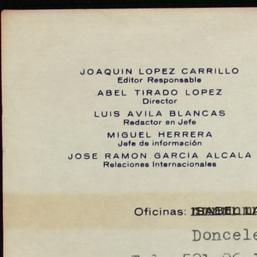 JOAQUIN LOPEZ CARRILLO
Editor Responsable
ABEL TIRADO LOPEZ
Director
LUIS AVILA BLANCAS
Redactor en Jefe
MIGUEL HERRERA
Jefe de información
JOSE RAMON GARCIA ALCALA
Relaciones Internacionales
Oficinas:
Doncele